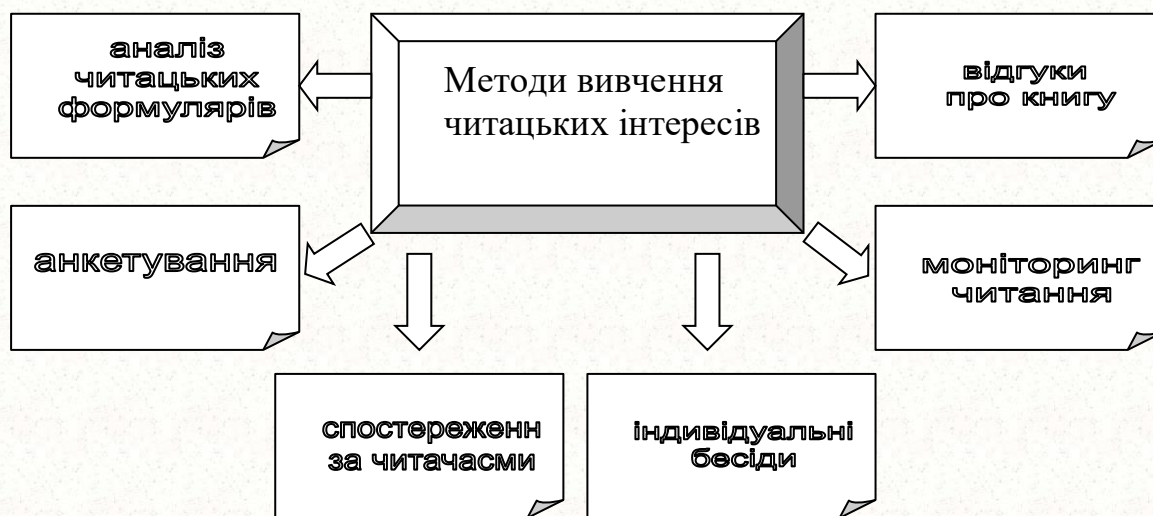 аналіз
читацьких
формулярів
Методи вивчення
читацьких інтересів
відгуки
про книгу
анкетування
моніторинг
читання
спостереженн
за читачасми
індивідуальні
бесіди